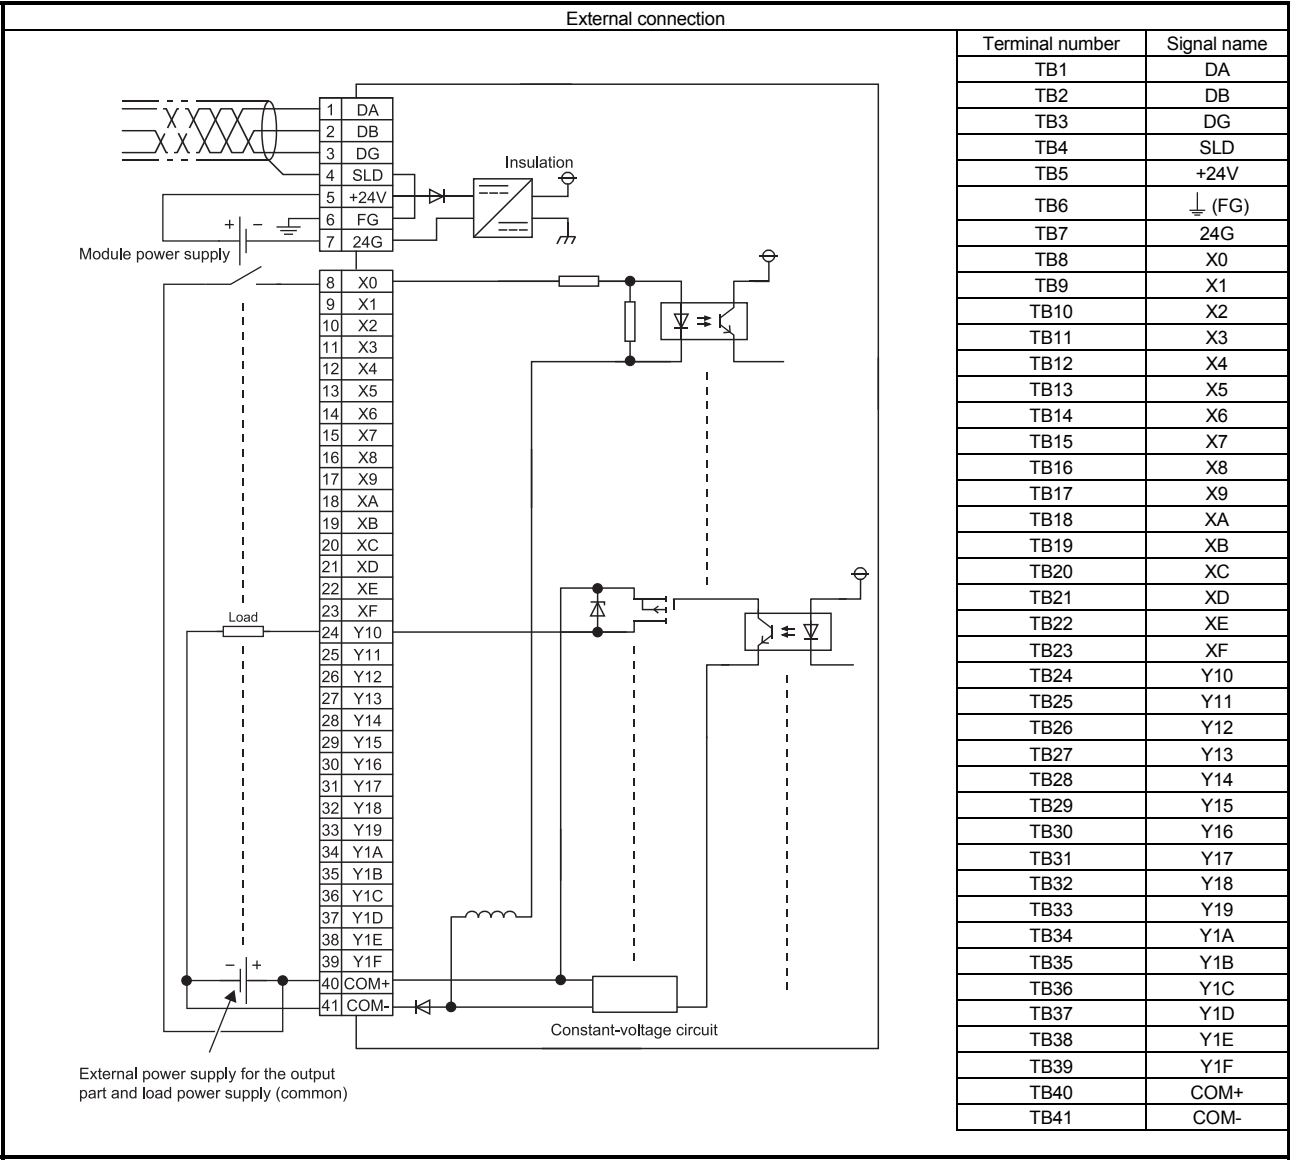 External connection
1 DA
2 DB
3 DG
4 SLD
5 +24V
6 FG
7 24G
Insulation
+ −
Module power supply
8 X0
9 X1
10 X2
11 X3
12 X4
13 X5
14 X6
15 X7
16 X8
17 X9
18 XA
19 XB
20 XC
21 XD
22 XE
23 XF
Load
24 Y10
25 Y11
26 Y12
27 Y13
28 Y14
29 Y15
30 Y16
31 Y17
32 Y18
33 Y19
34 Y1A
35 Y1B
36 Y1C
37 Y1D
38 Y1E
39 Y1F
− +
40 COM+
41 COM-
Constant-voltage circuit
External power supply for the output
part and load power supply (common)
Terminal number Signal name
TB1 DA
TB2 DB
TB3 DG
TB4 SLD
TB5 +24V
TB6 (FG)
TB7 24G
TB8 X0
TB9 X1
TB10 X2
TB11 X3
TB12 X4
TB13 X5
TB14 X6
TB15 X7
TB16 X8
TB17 X9
TB18 XA
TB19 XB
TB20 XC
TB21 XD
TB22 XE
TB23 XF
TB24 Y10
TB25 Y11
TB26 Y12
TB27 Y13
TB28 Y14
TB29 Y15
TB30 Y16
TB31 Y17
TB32 Y18
TB33 Y19
TB34 Y1A
TB35 Y1B
TB36 Y1C
TB37 Y1D
TB38 Y1E
TB39 Y1F
TB40 COM+
TB41 COM-